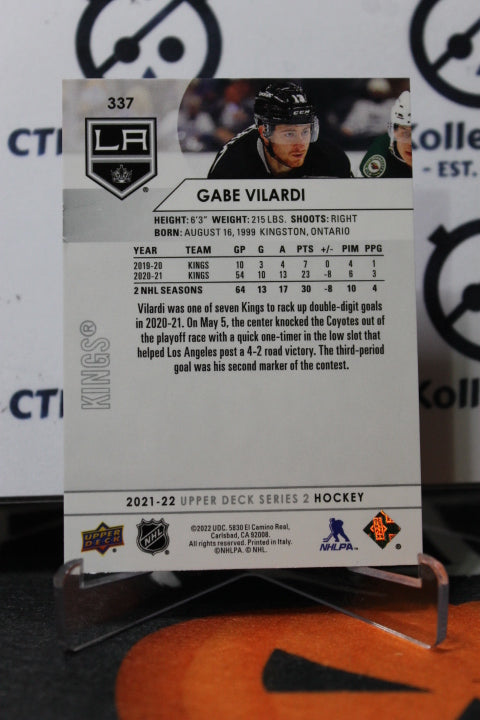 337
LA
GABE VILARDI
HEIGHT: 6'3" WEIGHT: 215 LBS. SHOOTS: RIGHT
BORN: AUGUST 16, 1999 KINGSTON, ONTARIO
YEAR TEAM GP G A PTS +/- PIM PPG
2019-20 KINGS 10 3 4 7 0 4 1
2020-21 KINGS 54 10 13 23 -8 6 3
2 NHL SEASONS 64 13 17 30 -8 10 4
Vilardi was one of seven Kings to rack up double-digit goals
in 2020-21. On May 5, the center knocked the Coyotes out of
the playoff race with a quick one-timer in the low slot that
helped Los Angeles post a 4-2 road victory. The third-period
goal was his second marker of the contest.
KINGS®
2021-22 UPPER DECK SERIES 2 HOCKEY
UPPER DECK
NHL
©2022 UDC. 5830 El Camino Real,
Carlsbad, CA 92008.
All rights reserved. Printed in Italy.
©NHLPA. © NHL.
NHLPA
CTI
Kolle
- EST.
CTI
Kolle
- EST.